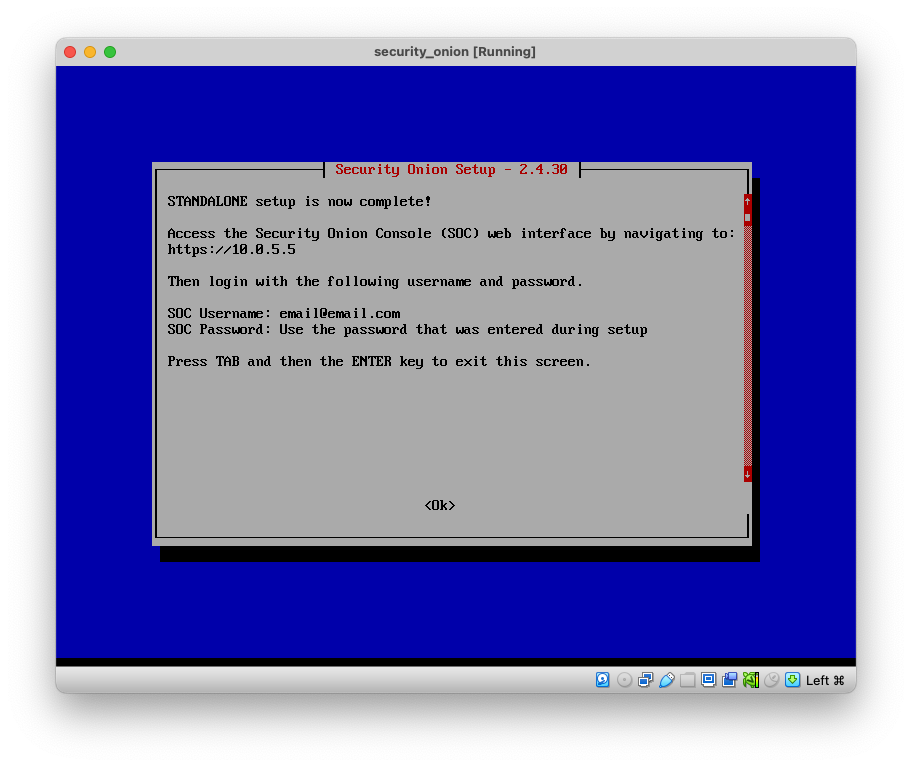 security_onion [Running]
Security Onion Setup - 2.4.30
STANDALONE setup is now complete!
Access the Security Onion Console (SOC) web interface by navigating to:
https://10.0.5.5
Then login with the following username and password.
SOC Username: email@email.com
SOC Password: Use the password that was entered during setup
Press TAB and then the ENTER key to exit this screen.
<Ok>
Left ⌘